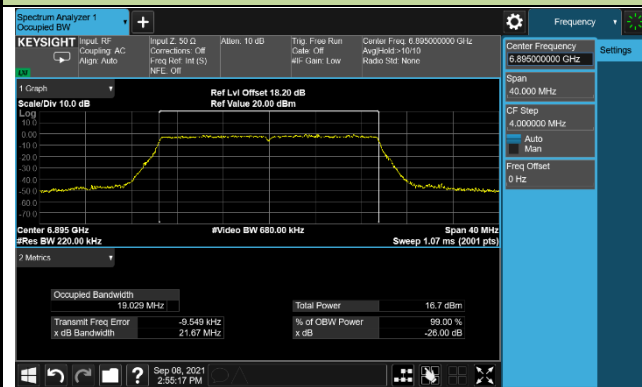 Spectrum Analyzer 1
Occupied BW
+
Frequency
KEYSIGHT
Input: RF
Coupling: AC
Align: Auto
Input Z: 50 Ω
Corrections: Off
Freq Ref: Int (S)
NFE: Off
Atten: 10 dB
Trig: Free Run
Gate: Off
#IF Gain: Low
Center Freq: 6.895000000 GHz
Avg|Hold:>10/10
Radio Std: None
LXI
Center Frequency
6.895000000 GHz
Settings
Span
40.000 MHz
CF Step
4.000000 MHz
Auto
Man
Freq Offset
0 Hz
1 Graph
Scale/Div 10.0 dB
Ref Lvl Offset 18.20 dB
Ref Value 20.00 dBm
Log
10.0
0.00
-10.0
-20.0
-30.0
-40.0
-50.0
-60.0
-70.0
Center 6.895 GHz
#Res BW 220.00 kHz
#Video BW 680.00 kHz
Span 40 MHz
Sweep 1.07 ms (2001 pts)
2 Metrics
Occupied Bandwidth
19.029 MHz
Total Power 16.7 dBm
Transmit Freq Error -9.549 kHz
% of OBW Power 99.00 %
x dB Bandwidth 21.67 MHz
x dB -26.00 dB
?
Sep 08, 2021
2:55:17 PM